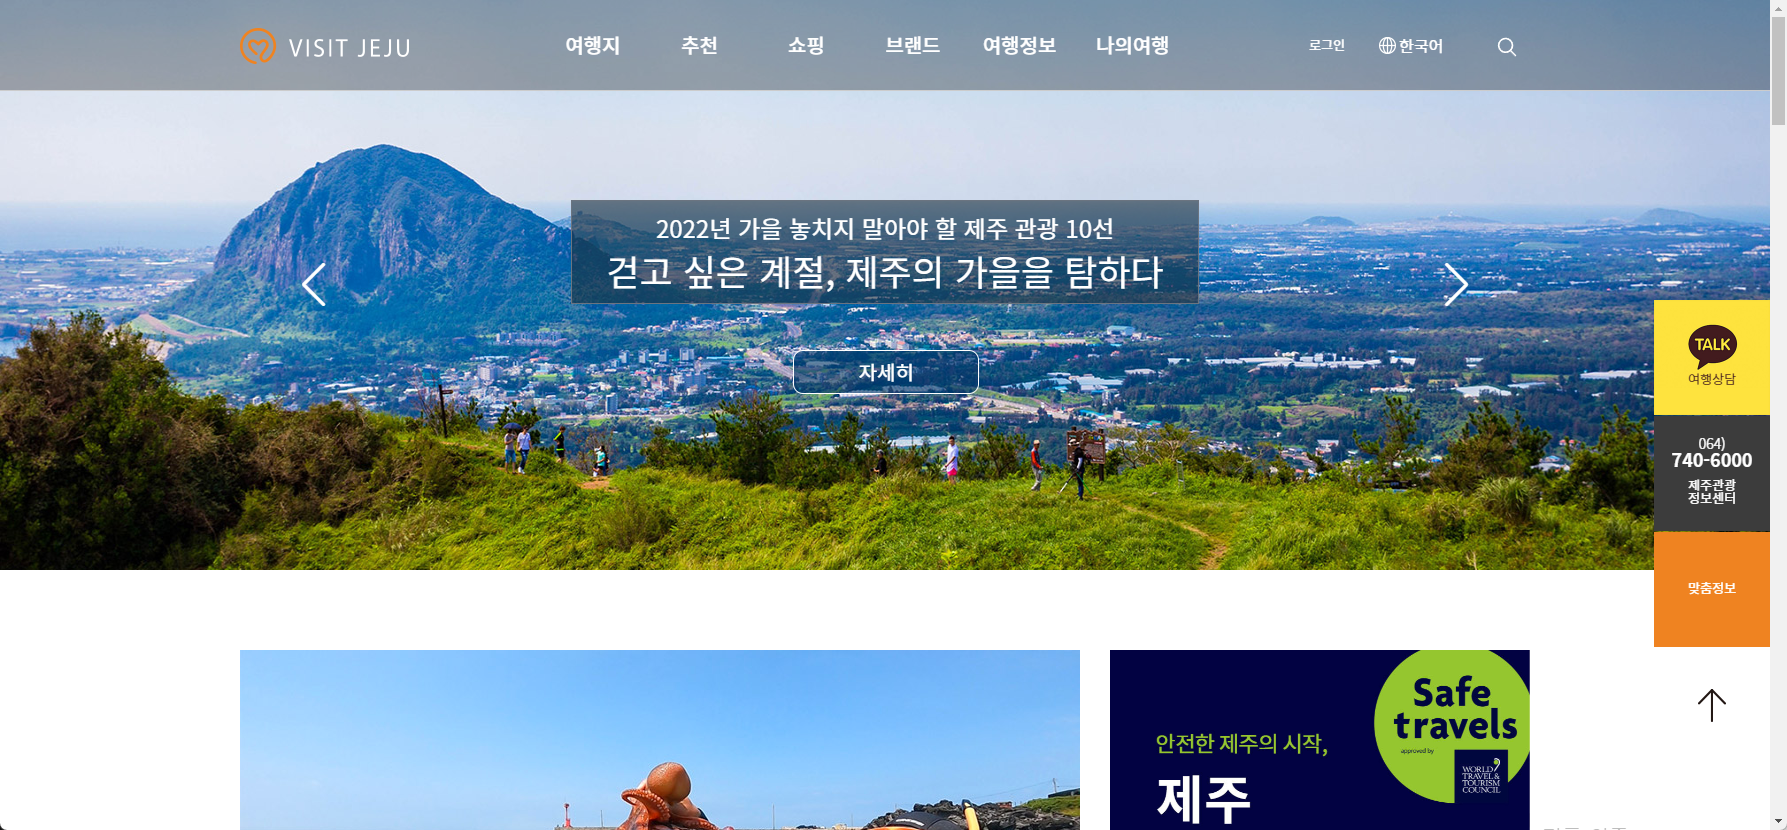 VISIT JEJU
여행지 추천 쇼핑 브랜드 여행정보 나의여행
로그인 한국어
2022년 가을 놓치지 말아야 할 제주 관광 10선
걷고 싶은 계절, 제주의 가을을 탐하다
자세히
TALK
여행상담
064)
740-6000
제주관광
정보센터
맞춤정보
Safe
travels
approved by
WORLD
TRAVEL &
TOURISM
COUNCIL
안전한 제주의 시작,
제주